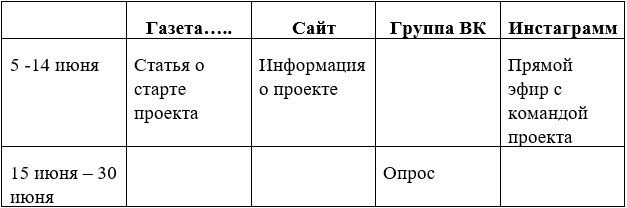 Газета….. Сайт Группа ВК Инстаграмм
5 -14 июня Статья о Информация Прямой
старте о проекте эфир с
проекта командой
проекта
15 июня – 30 Опрос
июня